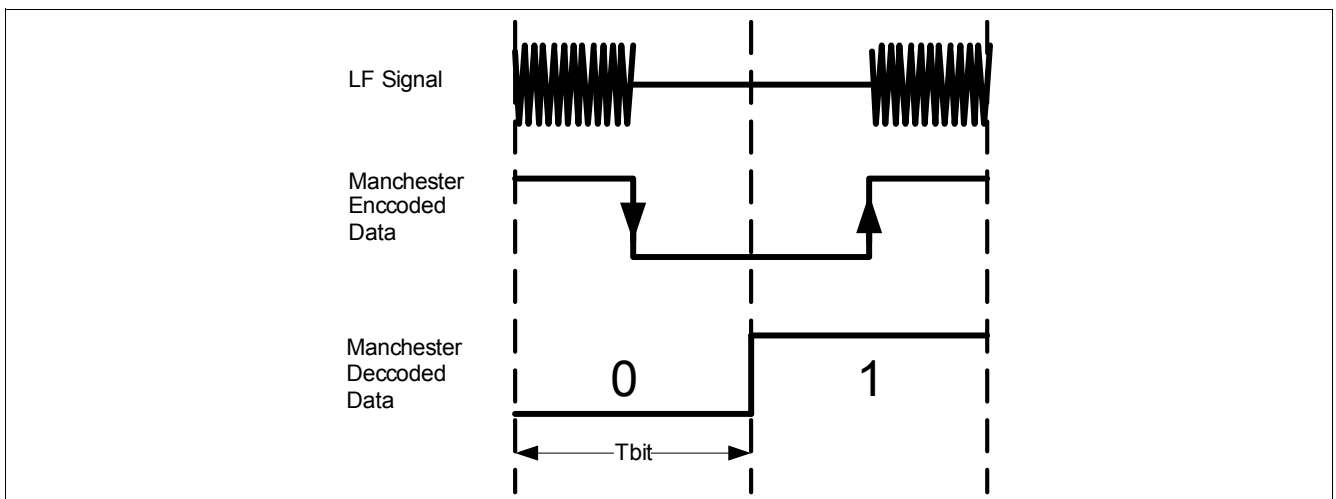 LF Signal
Manchester
Enccoded
Data
Manchester
Deccoded
Data
0
1
Tbit